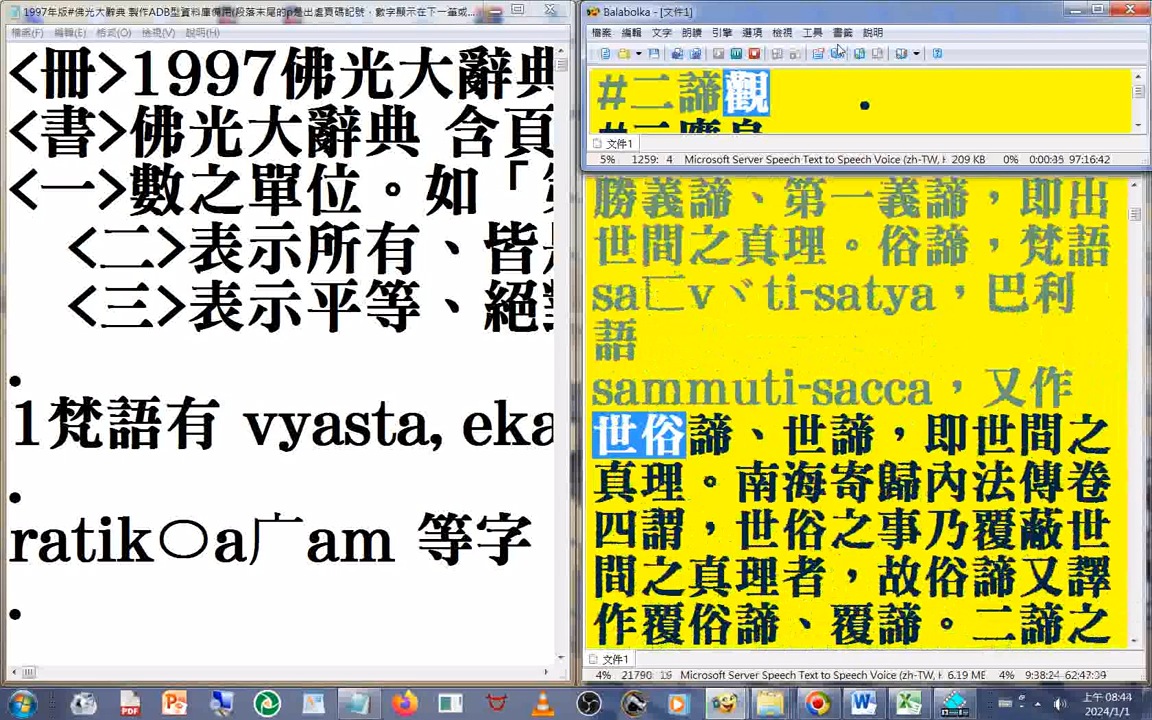 1997年版#佛光大辭典 製作ADB型資料庫備用(段落末尾的p是出處頁碼記號、數字顯示在下一筆或...
檔案(F) 編輯(E) 格式(O) 檢視(V) 說明(H)
<冊>1997佛光大辭典
<書>佛光大辭典 含頁
<一>數之單位。如「
<二>表示所有、皆
<三>表示平等、絕
•
1梵語有 vyasta, eka
•
ratik○a广am 等字
•
Balabolka - [文件1]
檔案 編輯 文字 朗讀 引擎 選項 檢視 工具 書籤 說明
#二諦觀
文件1
5% 1259: 4 Microsoft Server Speech Text to Speech Voice (zh-TW, H 209 KB 0% 0:00:35 97:16:42
勝義諦、第一義諦，即出
世間之真理。俗諦，梵語
sa匸vヾti-satya，巴利
語
sammuti-sacca，又作
世俗諦、世諦，即世間之
真理。南海寄歸內法傳卷
四謂，世俗之事乃覆蔽世
間之真理者，故俗諦又譯
作覆俗諦、覆諦。二諦之
文件1
4% 21790: 16 Microsoft Server Speech Text to Speech Voice (zh-TW, H 6.19 MB 4% 9:38:24 62:47:39
上午 08:44
2024/1/1